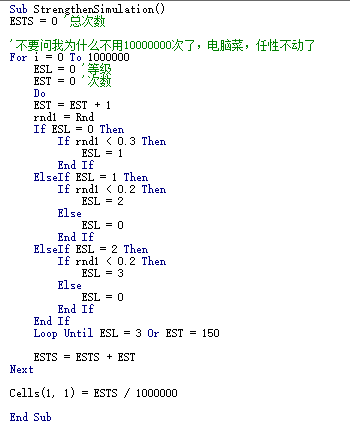 Sub StrengthenSimulation()
ESTS = 0 '总次数
'不要问我为什么不用10000000次了，电脑菜，任性不动了
For i = 0 To 1000000
    ESL = 0 '等级
    EST = 0 '次数
    Do
    EST = EST + 1
    rnd1 = Rnd
    If ESL = 0 Then
        If rnd1 < 0.3 Then
            ESL = 1
        End If
    ElseIf ESL = 1 Then
        If rnd1 < 0.2 Then
            ESL = 2
        Else
            ESL = 0
        End If
    ElseIf ESL = 2 Then
        If rnd1 < 0.2 Then
            ESL = 3
        Else
            ESL = 0
        End If
    End If
    Loop Until ESL = 3 Or EST = 150
    ESTS = ESTS + EST
Next
Cells(1, 1) = ESTS / 1000000
End Sub